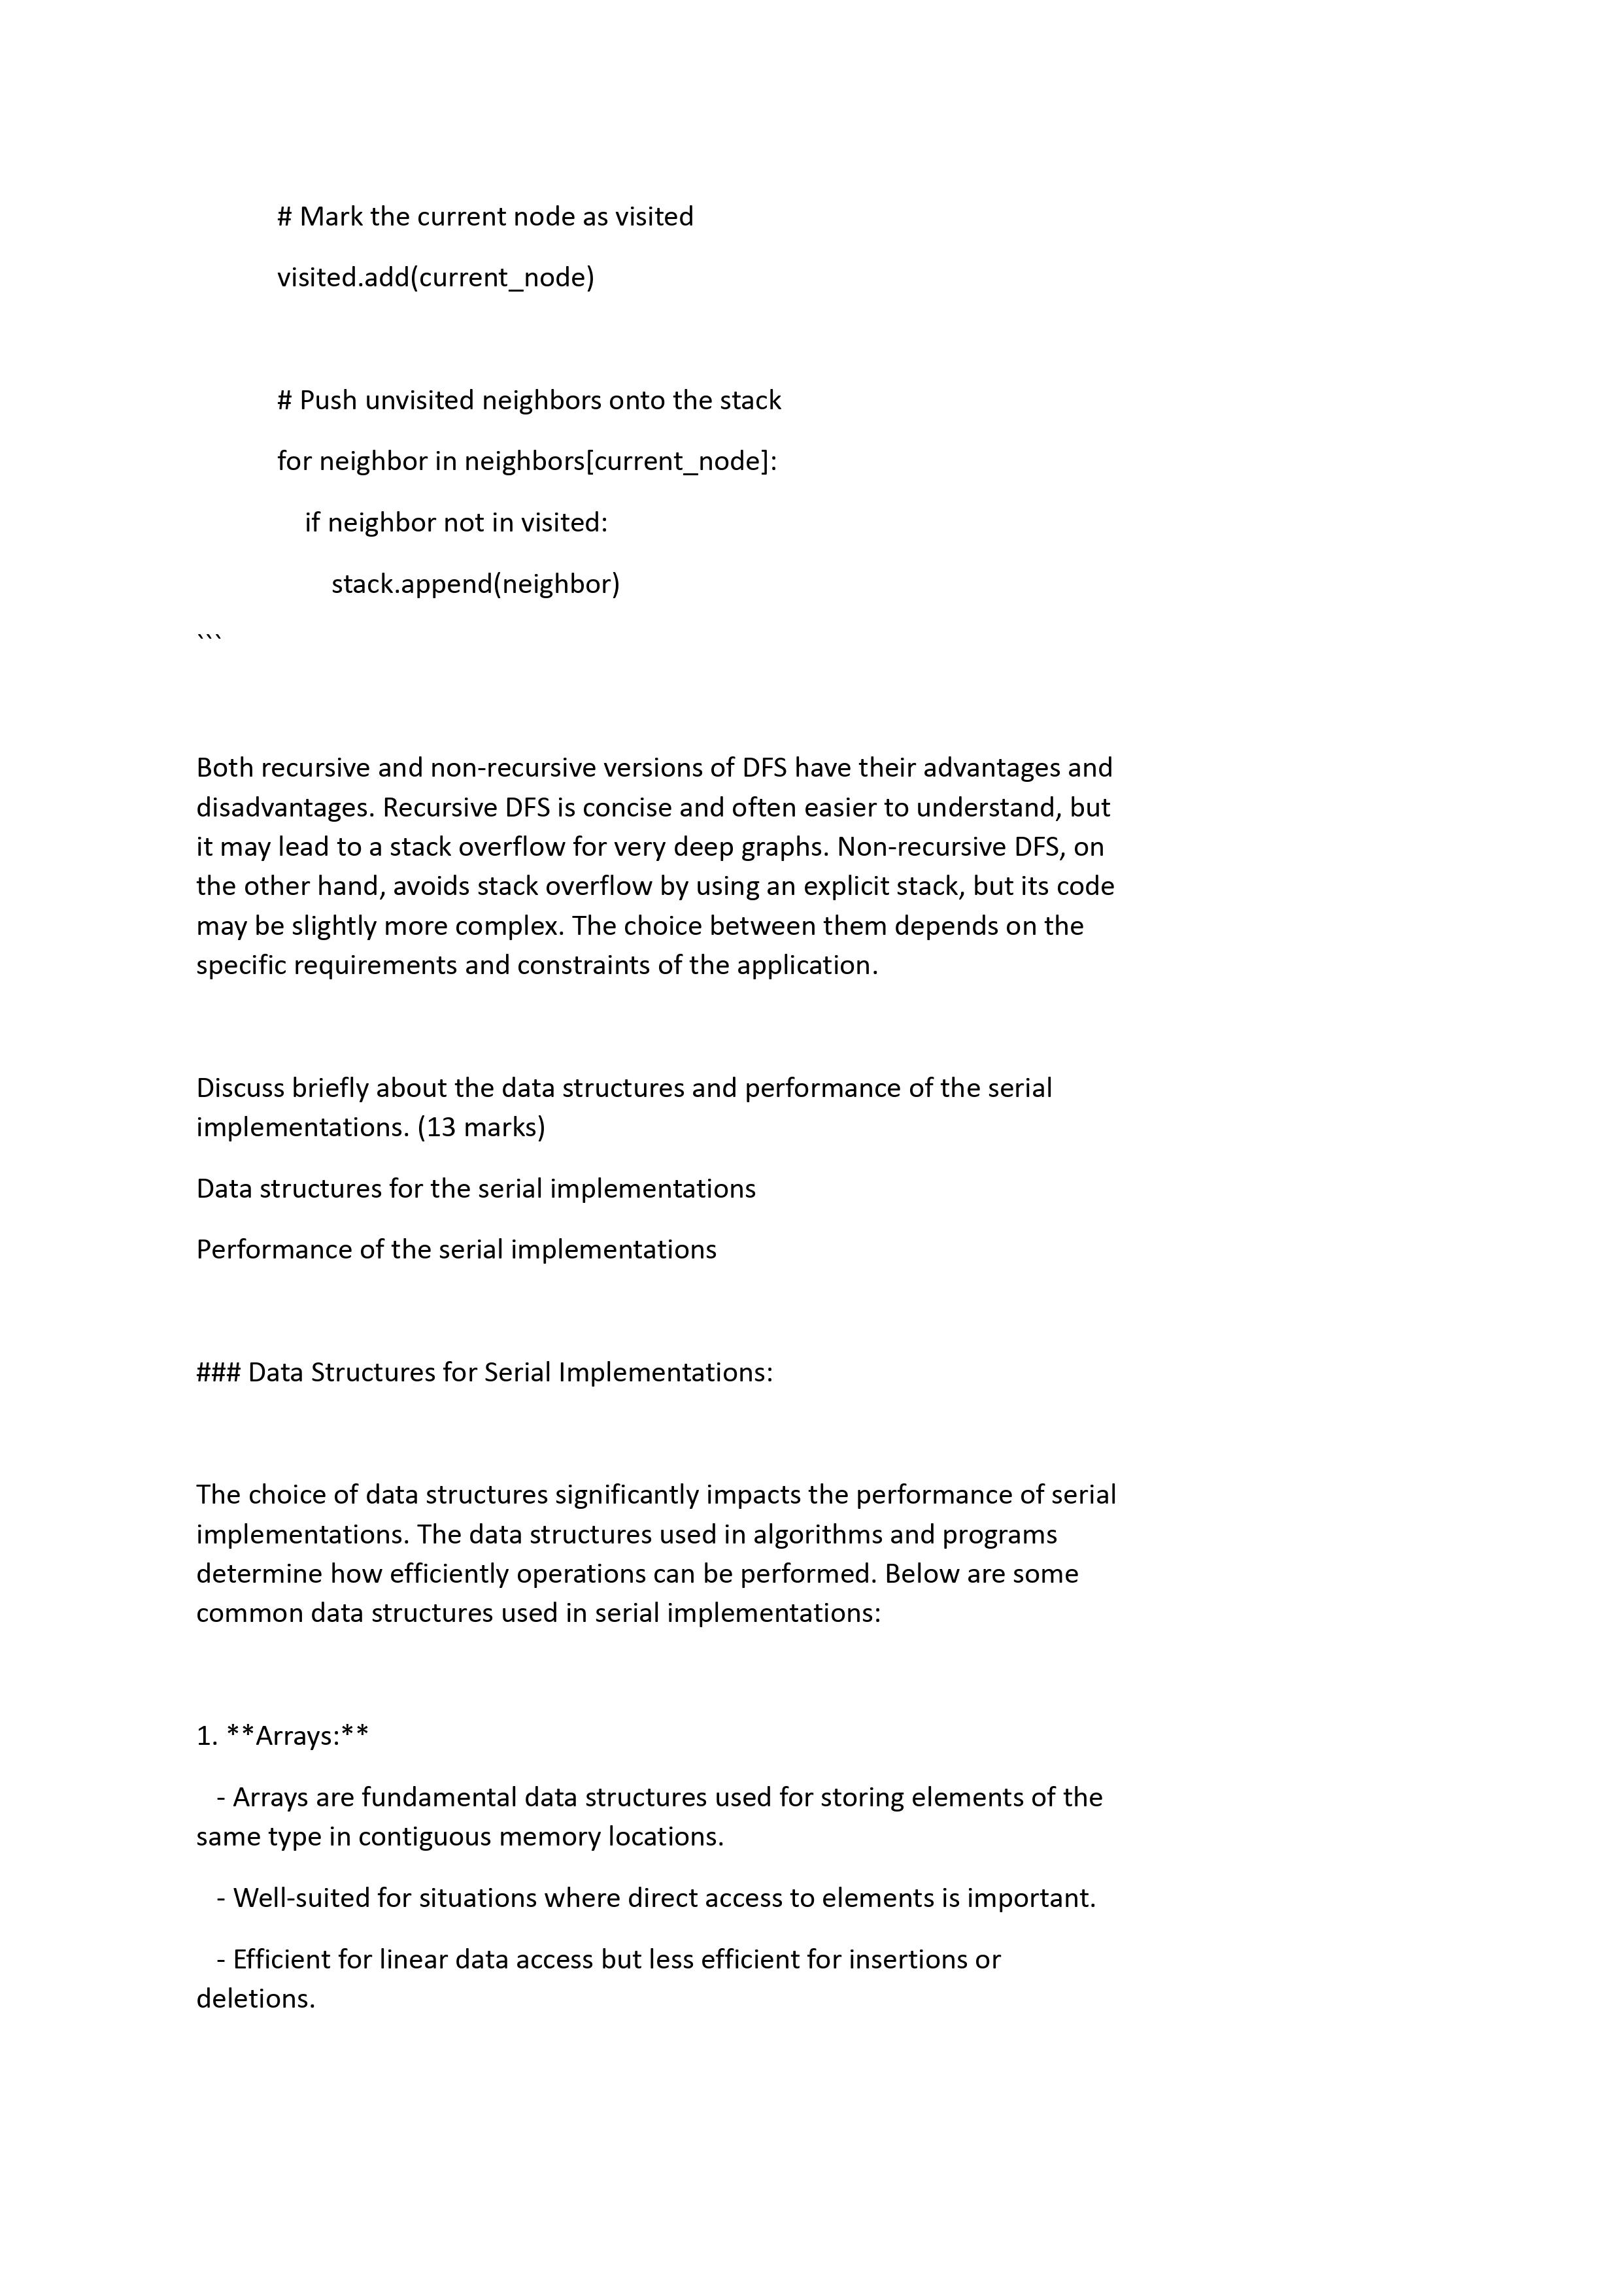 # Mark the current node as visited
visited.add(current_node)
# Push unvisited neighbors onto the stack
for neighbor in neighbors[current_node]:
if neighbor not in visited:
stack.append(neighbor)
```
Both recursive and non-recursive versions of DFS have their advantages and
disadvantages. Recursive DFS is concise and often easier to understand, but
it may lead to a stack overflow for very deep graphs. Non-recursive DFS, on
the other hand, avoids stack overflow by using an explicit stack, but its code
may be slightly more complex. The choice between them depends on the
specific requirements and constraints of the application.
Discuss briefly about the data structures and performance of the serial
implementations. (13 marks)
Data structures for the serial implementations
Performance of the serial implementations
### Data Structures for Serial Implementations:
The choice of data structures significantly impacts the performance of serial
implementations. The data structures used in algorithms and programs
determine how efficiently operations can be performed. Below are some
common data structures used in serial implementations:
1. **Arrays:**
- Arrays are fundamental data structures used for storing elements of the
same type in contiguous memory locations.
- Well-suited for situations where direct access to elements is important.
- Efficient for linear data access but less efficient for insertions or
deletions.